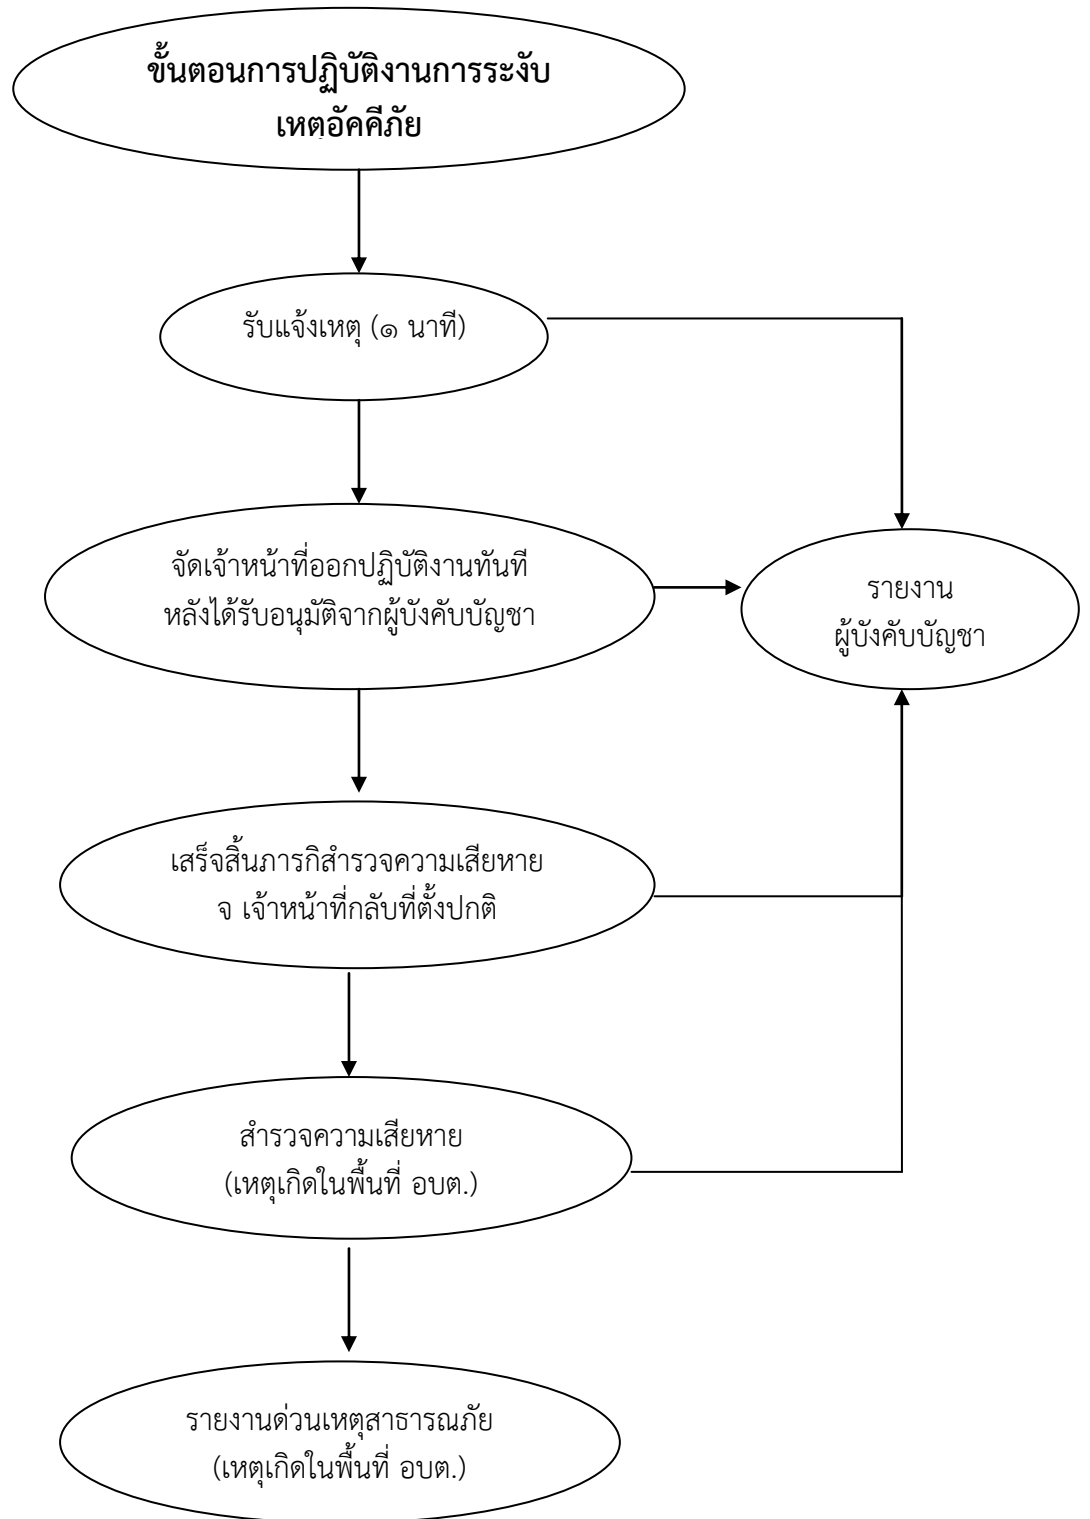 ขั้นตอนการปฏิบัติงานการระงับ
เหตุอัคคีภัย
รับแจ้งเหตุ (๑ นาที)
จัดเจ้าหน้าที่ออกปฏิบัติงานทันที
หลังได้รับอนุมัติจากผู้บังคับบัญชา
รายงาน
ผู้บังคับบัญชา
เสร็จสิ้นภารกิสำรวจความเสียหาย
จ เจ้าหน้าที่กลับที่ตั้งปกติ
สำรวจความเสียหาย
(เหตุเกิดในพื้นที่ อบต.)
รายงานด่วนเหตุสาธารณภัย
(เหตุเกิดในพื้นที่ อบต.)